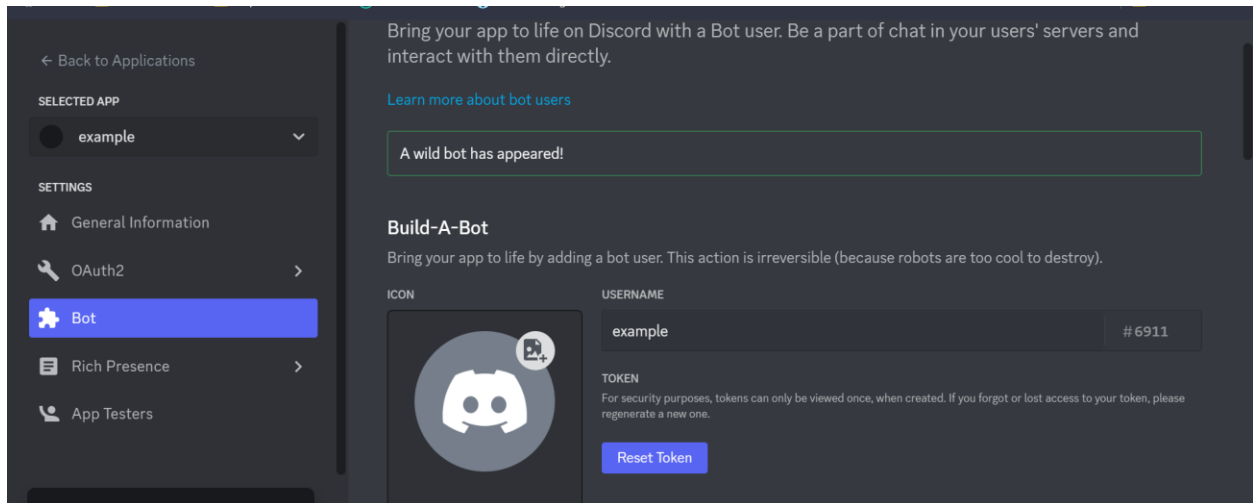 ← Back to Applications
SELECTED APP
example
SETTINGS
General Information
OAuth2
Bot
Rich Presence
App Testers
Bring your app to life on Discord with a Bot user. Be a part of chat in your users' servers and
interact with them directly.
Learn more about bot users
A wild bot has appeared!
Build-A-Bot
Bring your app to life by adding a bot user. This action is irreversible (because robots are too cool to destroy).
ICON
USERNAME
example
#6911
TOKEN
For security purposes, tokens can only be viewed once, when created. If you forgot or lost access to your token, please
regenerate a new one.
Reset Token